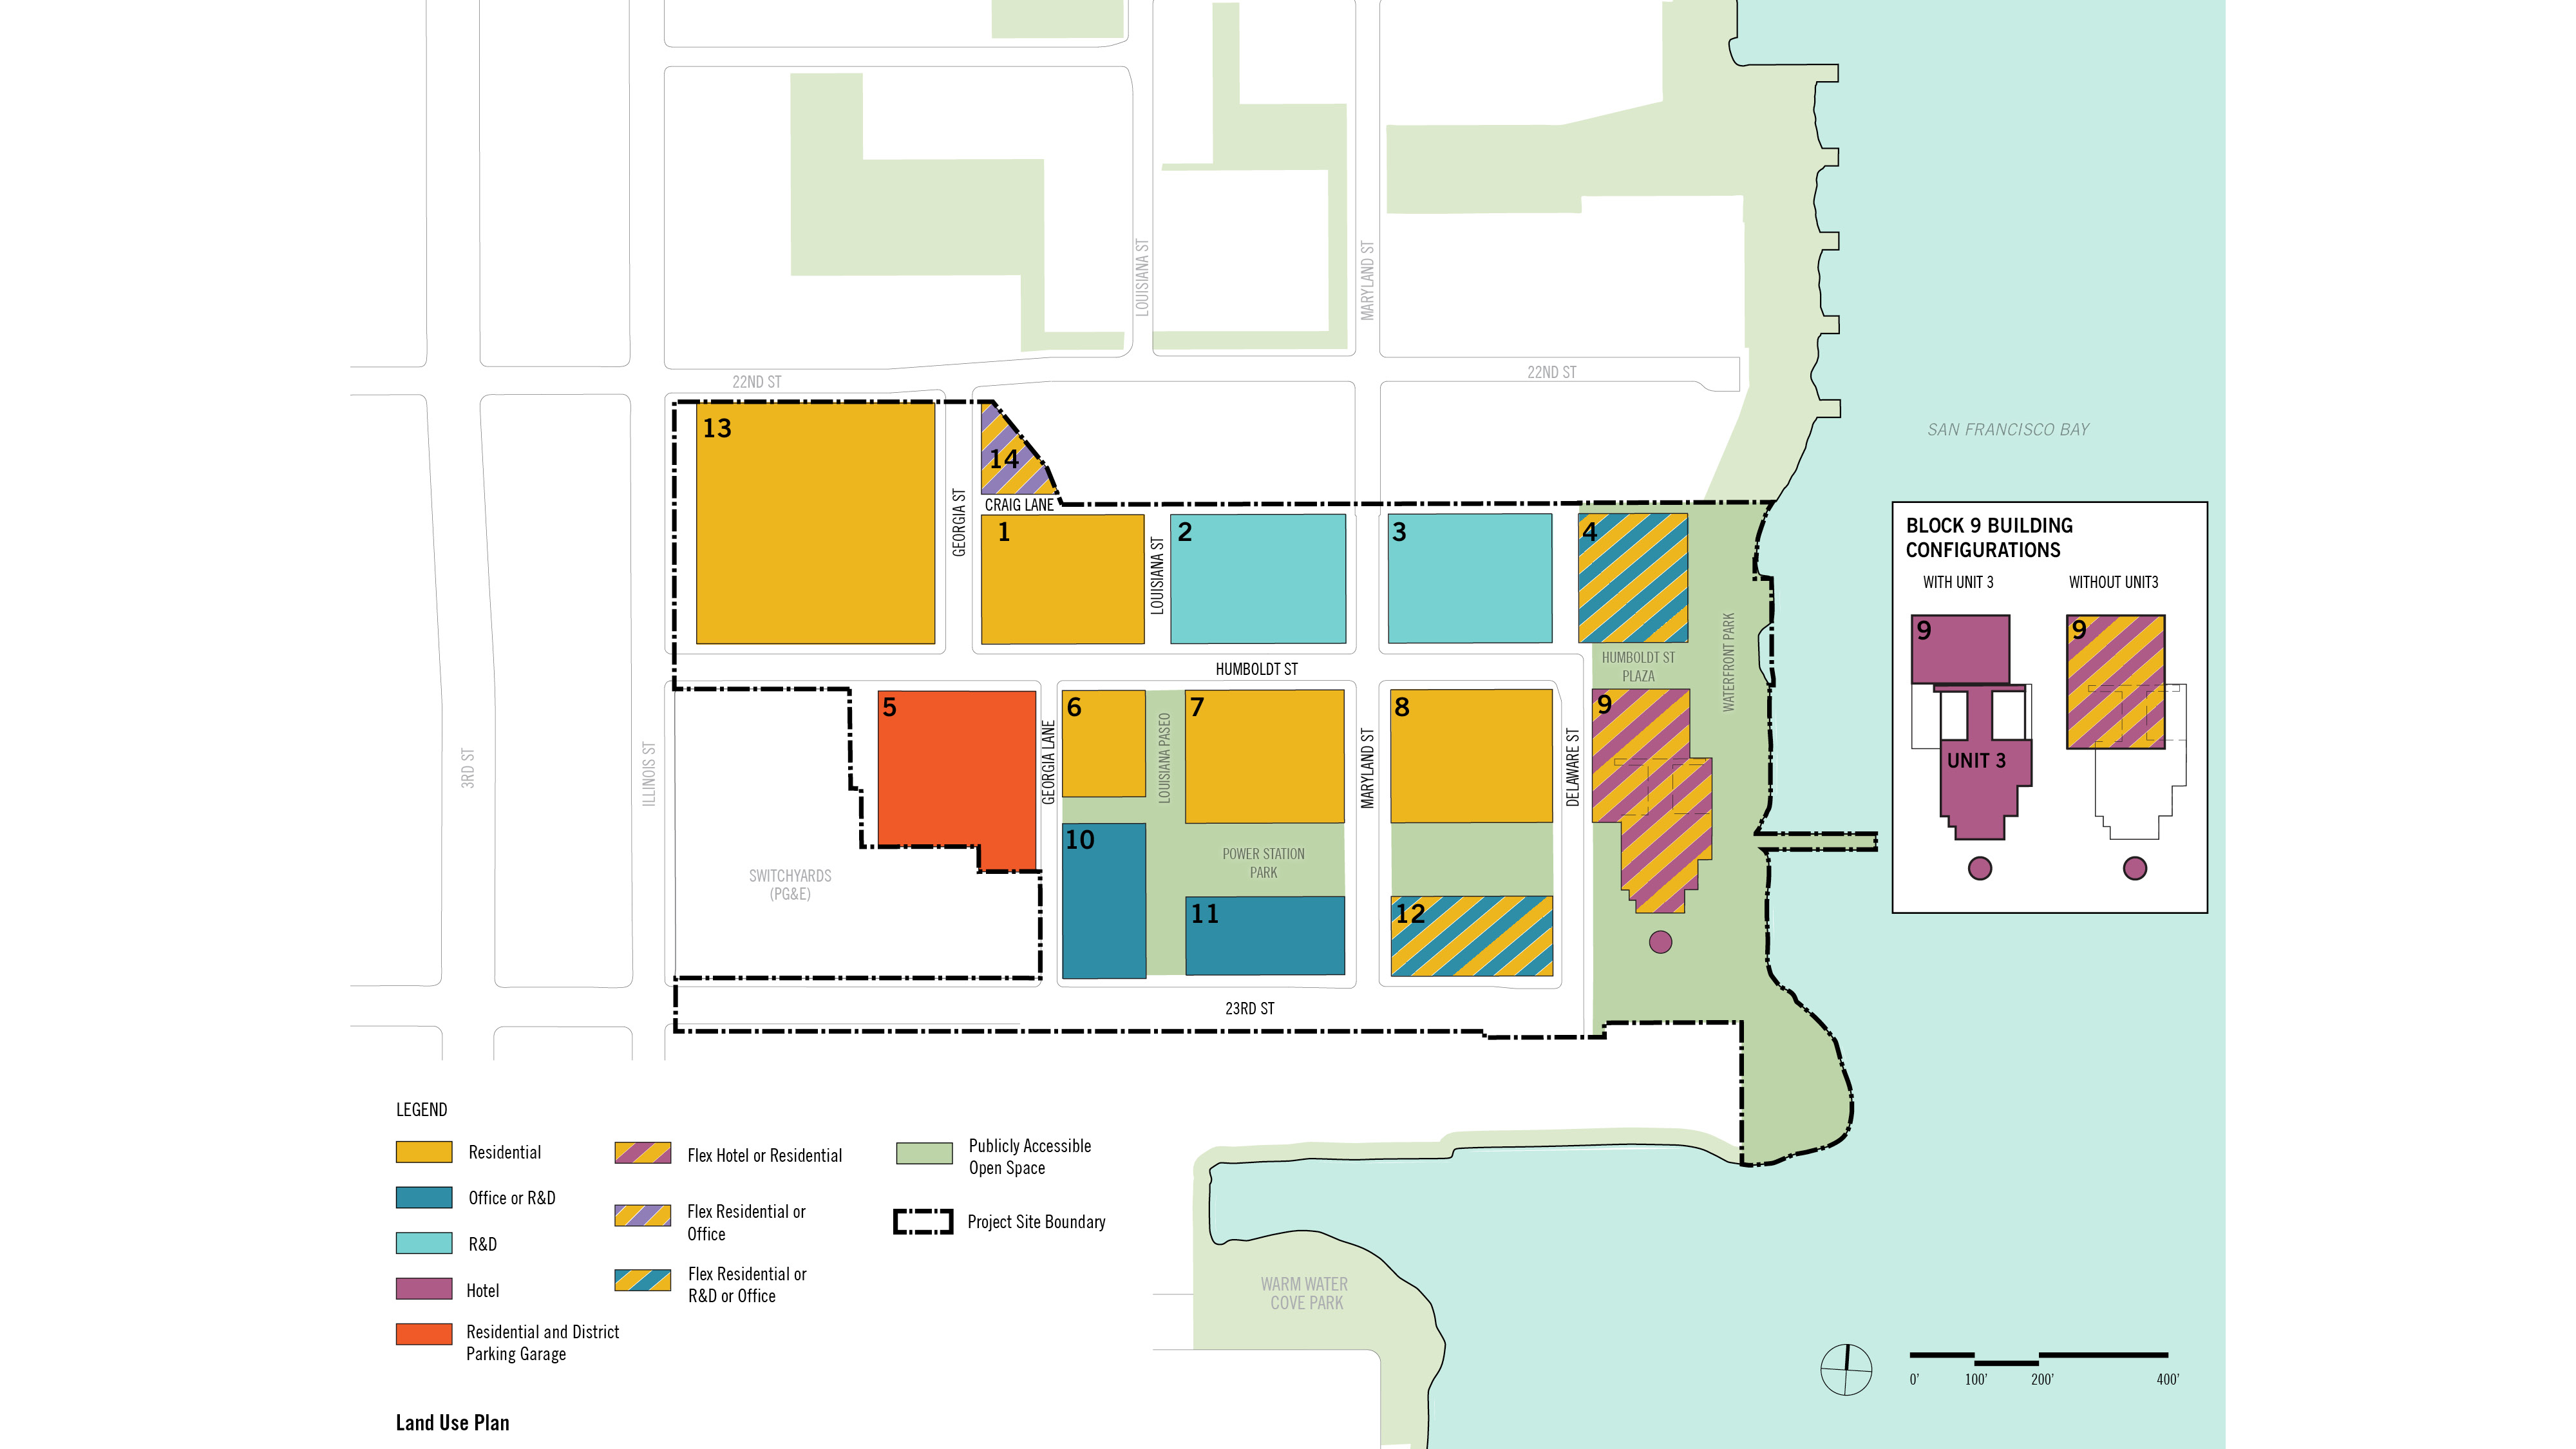 LOUISIANA ST
MARYLAND ST
22ND ST
22ND ST
SAN FRANCISCO BAY
13
14
CRAIG LANE
GEORGIA ST
1
LOUISIANA ST
2
3
4
HUMBOLDT ST
HUMBOLDT ST
PLAZA
WATERFRONT PARK
3RD ST
ILLINOIS ST
5
GEORGIA LANE
6
LOUISIANA PASEO
7
MARYLAND ST
8
DELAWARE ST
9
10
POWER STATION
PARK
11
12
SWITCHYARDS
(PG&E)
23RD ST
BLOCK 9 BUILDING
CONFIGURATIONS
WITH UNIT 3
WITHOUT UNIT3
9
9
UNIT 3
LEGEND
Residential
Office or R&D
R&D
Hotel
Residential and District
Parking Garage
Flex Hotel or Residential
Flex Residential or
Office
Flex Residential or
R&D or Office
Publicly Accessible
Open Space
Project Site Boundary
WARM WATER
COVE PARK
0' 100' 200' 400'
Land Use Plan